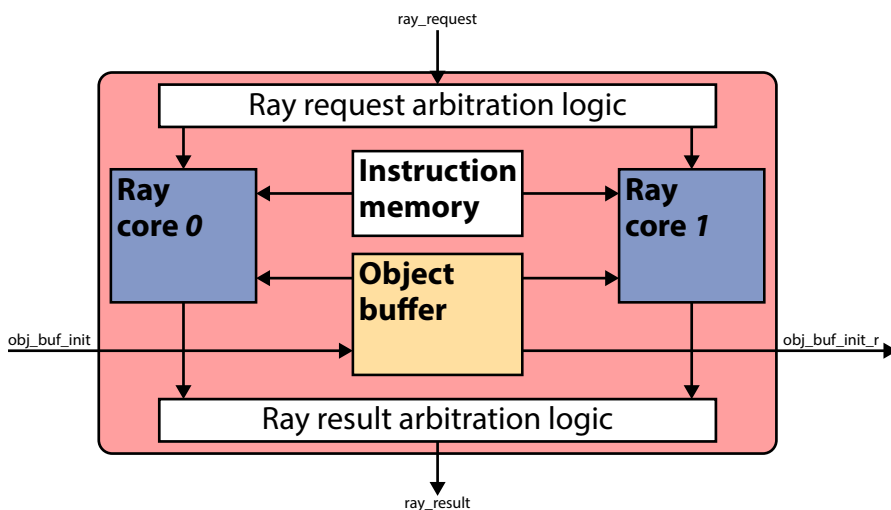 ray_request
Ray request arbitration logic
Ray
core 0
Instruction
memory
Ray
core 1
Object
buffer
obj_buf_init
obj_buf_init_r
Ray result arbitration logic
ray_result